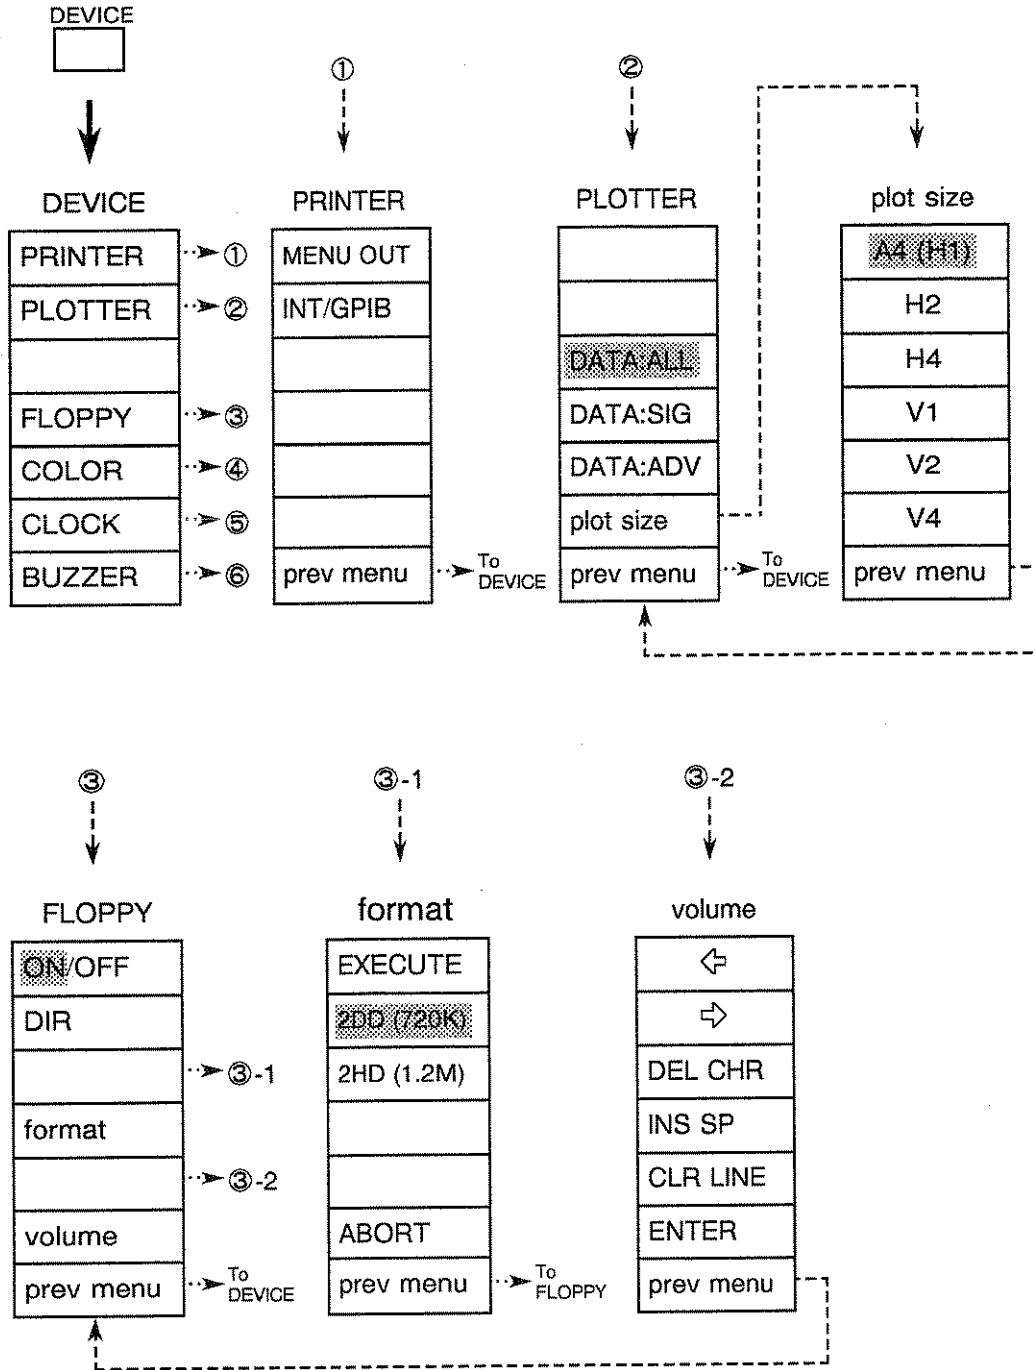 DEVICE
①
②
DEVICE
PRINTER
PLOTTER
plot size
PRINTER
①
MENU OUT
A4 (H1)
PLOTTER
②
INT/GPIB
H2
DATA:ALL
H4
FLOPPY
③
DATA:SIG
V1
COLOR
④
DATA:ADV
V2
CLOCK
⑤
plot size
V4
BUZZER
⑥
prev menu
To
DEVICE
prev menu
To
DEVICE
prev menu
③
③-1
③-2
FLOPPY
format
volume
ON/OFF
EXECUTE
⇦
DIR
2DD (720K)
⇨
③-1
2HD (1.2M)
DEL CHR
format
INS SP
③-2
CLR LINE
volume
ABORT
ENTER
prev menu
To
DEVICE
prev menu
To
FLOPPY
prev menu